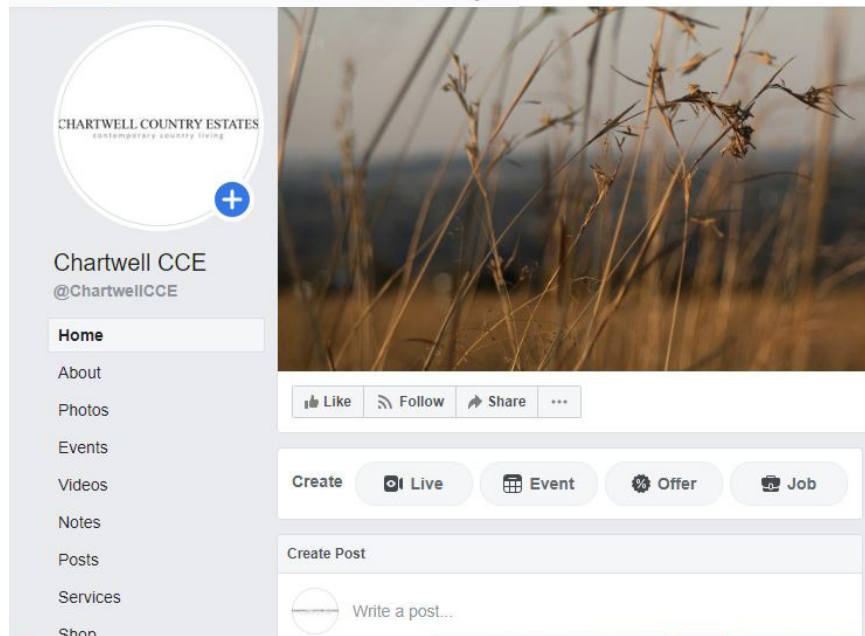 CHARTWELL COUNTRY ESTATES
contemporary country living
Chartwell CCE
@ChartwellCCE
Home
About
Photos
Events
Videos
Notes
Posts
Services
Shop
Like Follow Share ...
Create Live Event Offer Job
Create Post
Write a post...